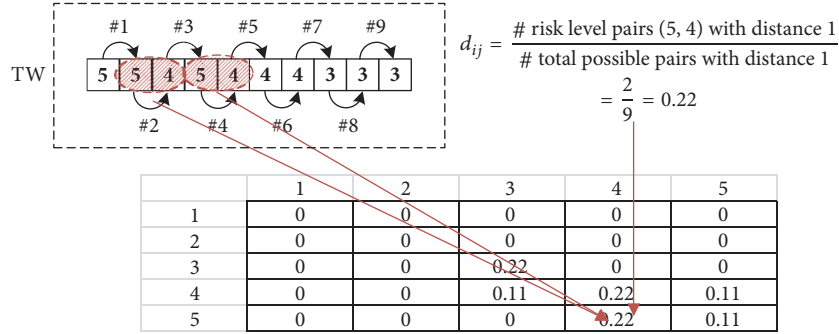 #1 #3 #5 #7 #9
TW 5 5 4 5 4 4 4 3 3 3
#2 #4 #6 #8
d_ij = # risk level pairs (5, 4) with distance 1 / # total possible pairs with distance 1
= 2/9 = 0.22
1 2 3 4 5
1 0 0 0 0 0
2 0 0 0 0 0
3 0 0 0.22 0 0
4 0 0 0.11 0.22 0.11
5 0 0 0 0.22 0.11